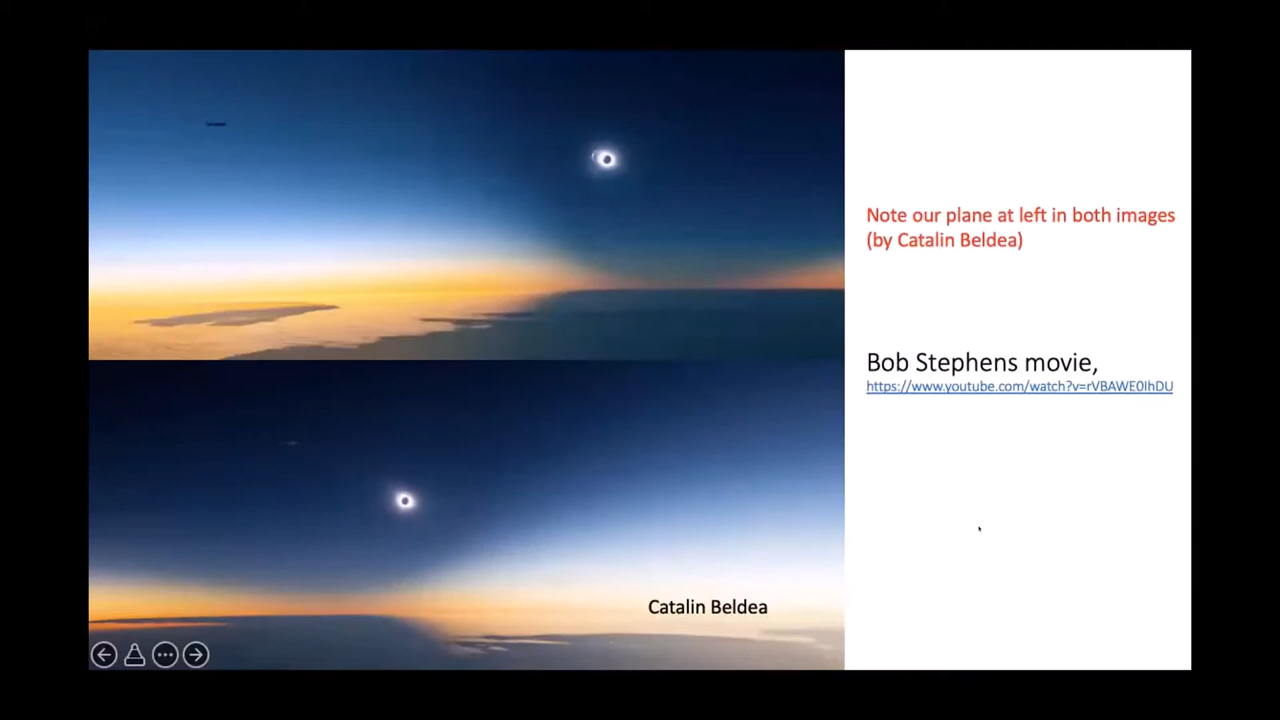 Note our plane at left in both images
(by Catalin Beldea)
Bob Stephens movie,
https://www.youtube.com/watch?v=rVBAWE0IhDU
Catalin Beldea